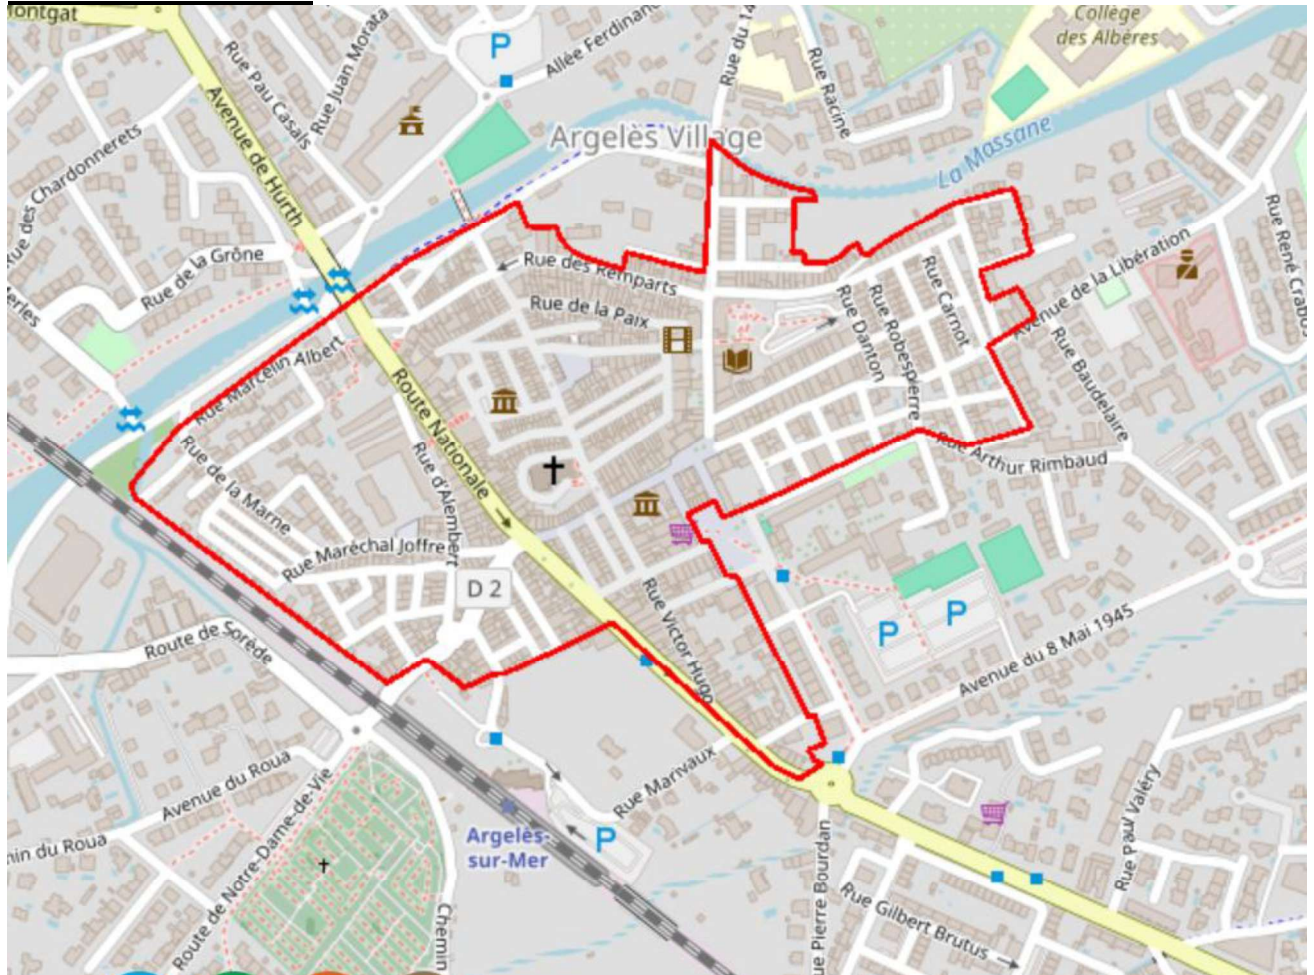 ontgat
Rue Pau Casals
Rue Juan Morata
Allée Ferdinand
P
Rue du 14
Rue Racine
Collège
des Albères
Avenue de Hurth
Rue des Chardonnerets
Argelès Village
La Massane
Rue René Crabos
Rue de la Grône
Rue des Remparts
Rue de la Paix
Rue Carnot
Rue Robespierre
Rue Danton
Avenue de la Libération
Rue Baudelaire
erles
Rue Marcelin Albert
Route Nationale
Rue de la Marne
Rue d'Alembert
Rue Arthur Rimbaud
Rue Maréchal Joffre
D 2
Rue Victor Hugo
P
P
Avenue du 8 Mai 1945
Route de Sorède
Avenue du Roua
Rue Marivaux
Rue Paul Valéry
min du Roua
Route de Notre-Dame-de-Vie
Argelès-
sur-Mer
P
ue Pierre Bourdan
Rue Gilbert Brutus
Chemin